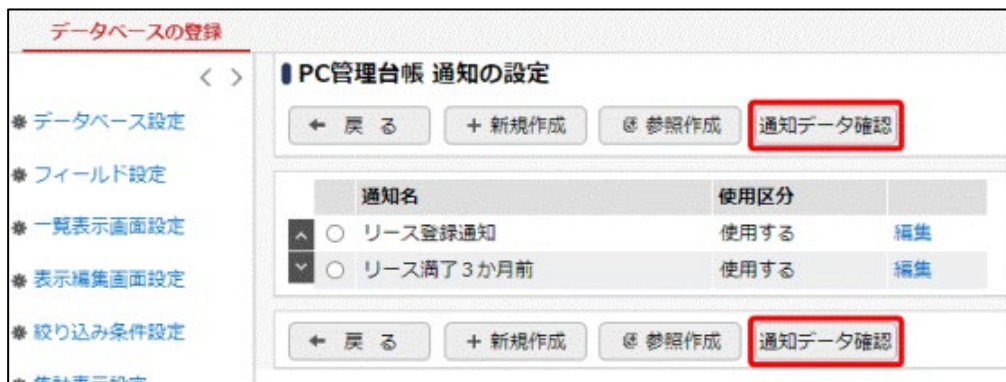 データベースの登録
PC管理台帳 通知の設定
戻 る 新規作成 参照作成 通知データ確認
データベース設定
フィールド設定
一覧表示画面設定
表示編集画面設定
絞り込み条件設定
集計表示設定
通知名 使用区分
リース登録通知 使用する 編集
リース満了3か月前 使用する 編集
戻 る 新規作成 参照作成 通知データ確認